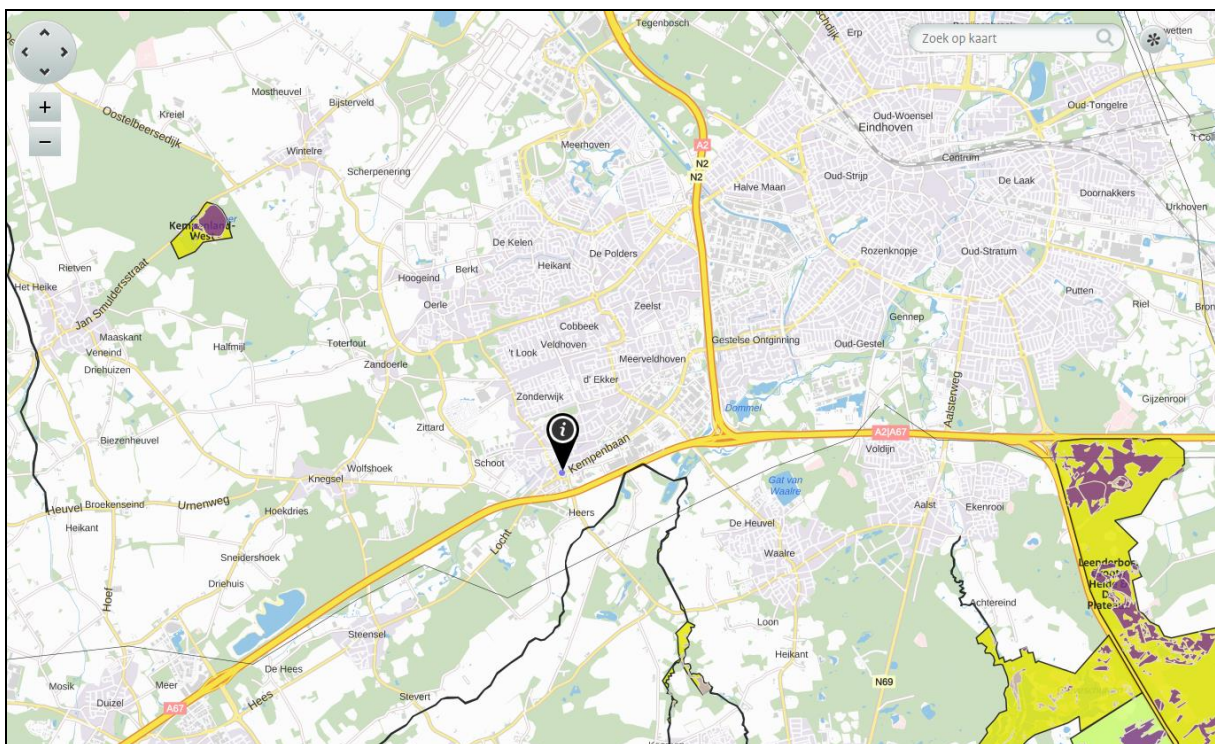 Tegenbosch
Erp
Zoek op kaart
wetten
Mostheuvel
Kreiel
Bijsterveld
Oostelbeersedijk
Oud-Tongelre
Oud-Woensel
Eindhoven
Meerhoven
A2
N2
N2
Wintelre
Scherpenering
Centrum
Oud-Strijp
De Laak
Halve Maan
Doornakkers
Urkhoven
Kempenland-
West
De Kelen
De Polders
Rozenknopje
Oud-Stratum
Rietven
Berkt
Heikant
Het Heike
Hoogeind
Putten
Jan Smuldersstraat
Oerle
Zeelst
Riel
Gennep
Cobbeek
Maaskant
Halfmijl
Toterfout
Veldhoven
Gestelse Ontginning
Oud-Gestel
Veneind
't Look
Meerveldhoven
Driehuizen
Zandoerle
d' Ekker
Aalsterweg
Zonderwijk
Gijzenrooi
Dommel
Zittard
Biezenheuvel
Kempenbaan
A2|A67
Voldijn
Schoot
Wolfshoek
Knegsel
Gat van
Waalre
Heuvel
Broekenseind
Urnenweg
Hoekdries
Heers
Aalst
Ekenrooi
Heikant
De Heuvel
Locht
Waalre
Sneidershoek
Driehuis
Hoef
Achtereind
Steensel
Loon
Heikant
De Hees
Mosik
Meer
N69
Duizel
Hees
Stevert
A67